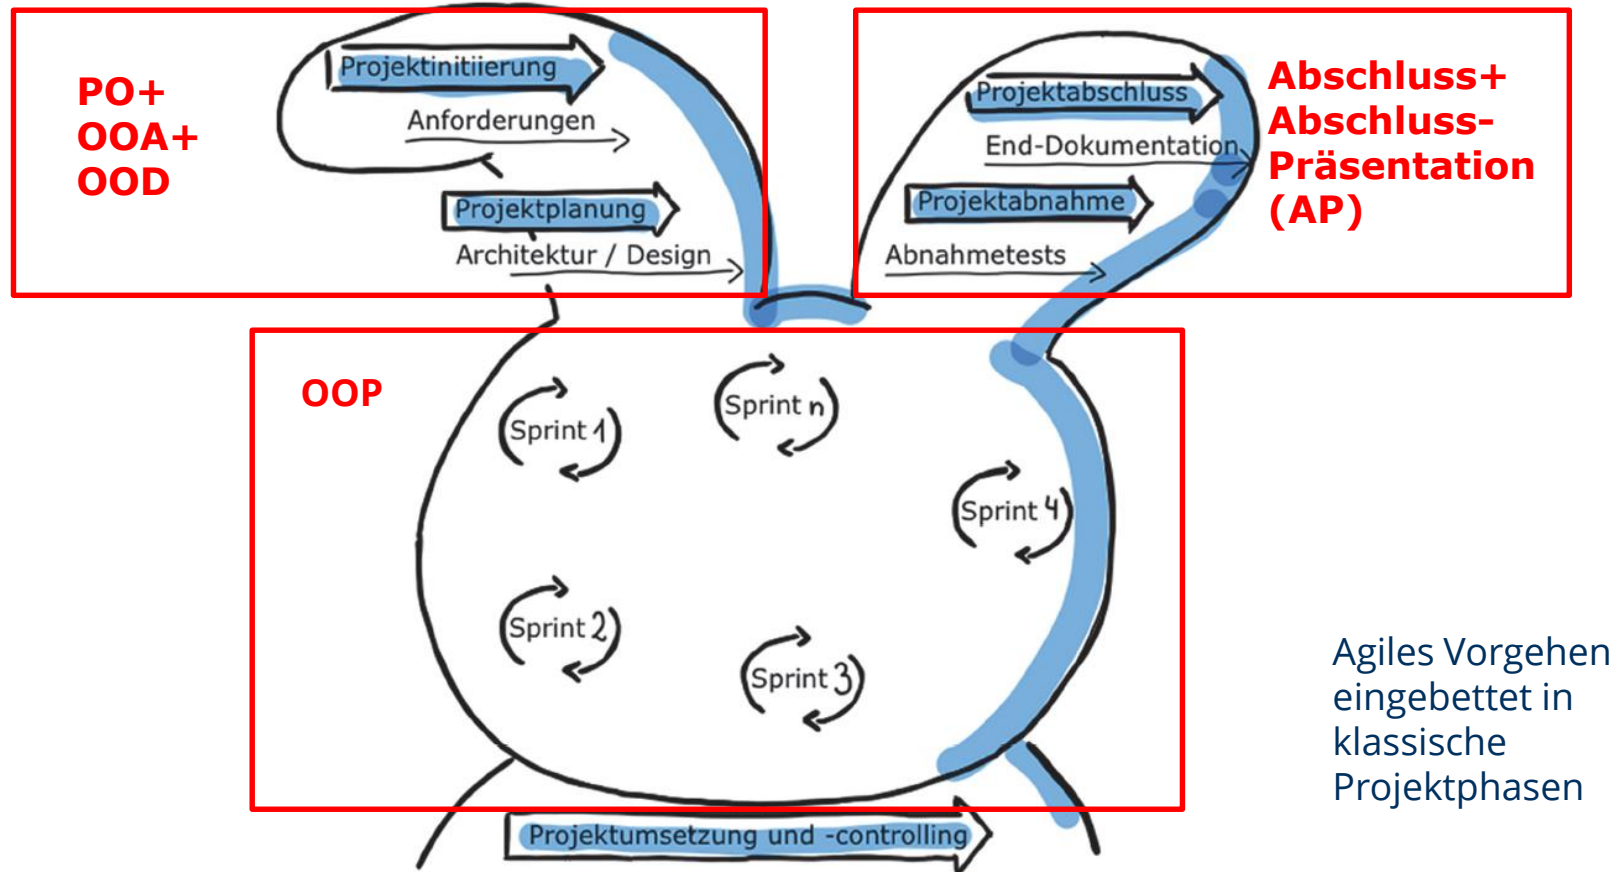 PO+
OOA+
OOD
Projektinitiierung
Anforderungen
Projektplanung
Architektur / Design
Projektabschluss
End-Dokumentation
Projektabnahme
Abnahmetests
Abschluss+
Abschluss-
Präsentation
(AP)
OOP
Sprint 1
Sprint n
Sprint 4
Sprint 2
Sprint 3
Agiles Vorgehen
eingebettet in
klassische
Projektphasen
Projektumsetzung und -controlling